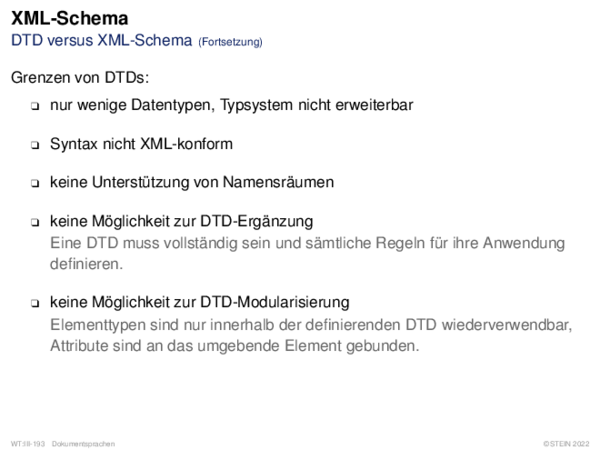 XML-Schema
DTD versus XML-Schema (Fortsetzung)
Grenzen von DTDs:
❑ nur wenige Datentypen, Typsystem nicht erweiterbar
❑ Syntax nicht XML-konform
❑ keine Unterstützung von Namensräumen
❑ keine Möglichkeit zur DTD-Ergänzung
Eine DTD muss vollständig sein und sämtliche Regeln für ihre Anwendung
definieren.
❑ keine Möglichkeit zur DTD-Modularisierung
Elementtypen sind nur innerhalb der definierenden DTD wiederverwendbar,
Attribute sind an das umgebende Element gebunden.
WT:III-193 Dokumentsprachen ©STEIN 2022